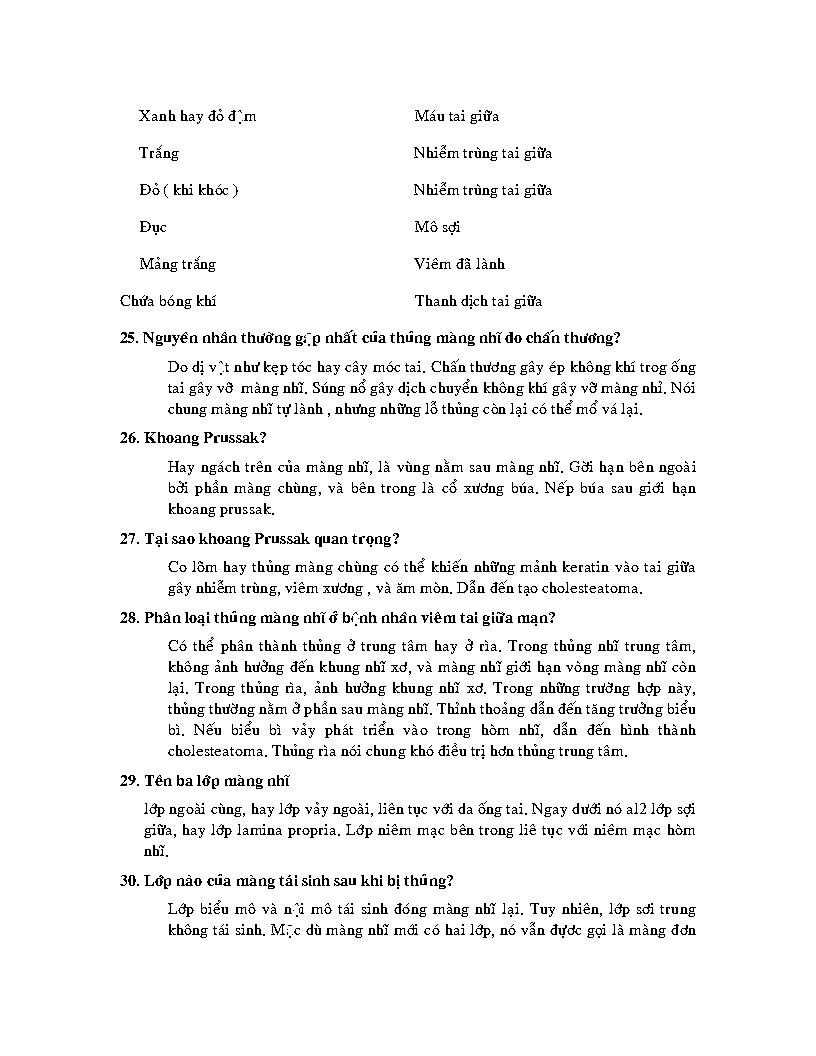 Xanh hay đỏ đậm Máu tai giữa
Trắng Nhiễm trùng tai giữa
Đỏ ( khi khóc ) Nhiễm trùng tai giữa
Đục Mô sợi
Mảng trắng Viêm đã lành
Chứa bóng khí Thanh dịch tai giữa
25. Nguyên nhân thường gặp nhất của thủng màng nhĩ do chấn thương?
Do dị vật như kẹp tóc hay cây móc tai. Chấn thương gây ép không khí trog ống
tai gây vỡ màng nhĩ. Súng nổ gây dịch chuyển không khí gây vỡ màng nhỉ. Nói
chung màng nhĩ tự lành , nhưng những lỗ thủng còn lại có thể mổ vá lại.
26. Khoang Prussak?
Hay ngách trên của màng nhĩ, là vùng nằm sau màng nhĩ. Gời hạn bên ngoài
bởi phần màng chùng, và bên trong là cổ xương búa. Nếp búa sau giới hạn
khoang prussak.
27. Tại sao khoang Prussak quan trọng?
Co lõm hay thủng màng chùng có thể khiến những mảnh keratin vào tai giữa
gây nhiễm trùng, viêm xương , và ăm mòn. Dẫn đến tạo cholesteatoma.
28. Phân loại thủng màng nhĩ ở bệnh nhân viêm tai giữa mạn?
Có thể phân thành thủng ở trung tâm hay ở rìa. Trong thủng nhĩ trung tâm,
không ảnh hưởng đến khung nhĩ xơ, và màng nhĩ giới hạn vòng màng nhĩ còn
lại. Trong thủng rìa, ảnh hưởng khung nhĩ xơ. Trong những trường hợp này,
thủng thường nằm ở phần sau màng nhĩ. Thỉnh thoảng dẫn đến tăng trưởng biểu
bì. Nếu biểu bì vảy phát triển vào trong hòm nhĩ, dẫn đến hình thành
cholesteatoma. Thủng rìa nói chung khó điều trị hơn thủng trung tâm.
29. Tên ba lớp màng nhĩ
lớp ngoài cùng, hay lớp vảy ngoài, liên tục với da ống tai. Ngay dưới nó al2 lớp sợi
giữa, hay lớp lamina propria. Lớp niêm mạc bên trong liê tục với niêm mạc hòm
nhĩ.
30. Lớp nào của màng tái sinh sau khi bị thủng?
Lớp biểu mô và nội mô tái sinh đóng màng nhĩ lại. Tuy nhiên, lớp sơi trung
không tái sinh. Mặc dù màng nhĩ mới có hai lớp, nó vẫn đựơc gọi là màng đơn